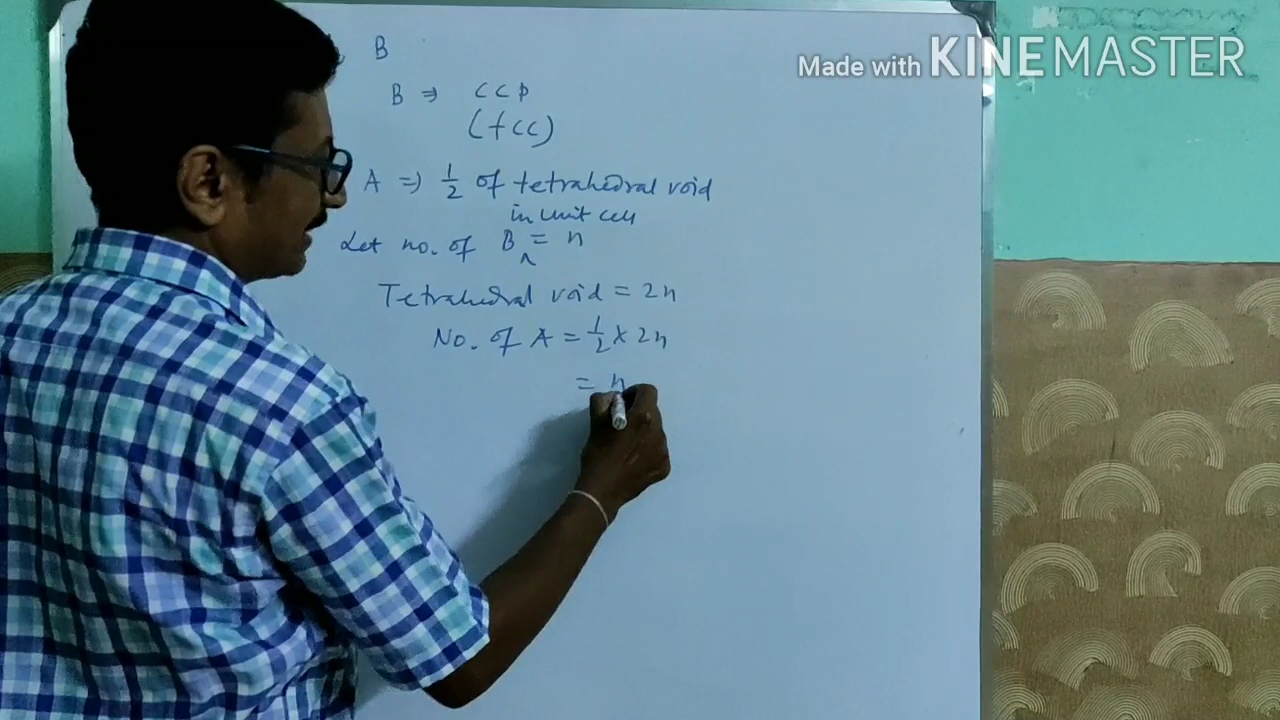 B
Made with KINEMASTER
B ⇒ ccp
(fcc)
A ⇒ 1/2 of tetrahedral void
in unit cell
Let no. of B = n
Tetrahedral void = 2n
No. of A = 1/2 × 2n
= n